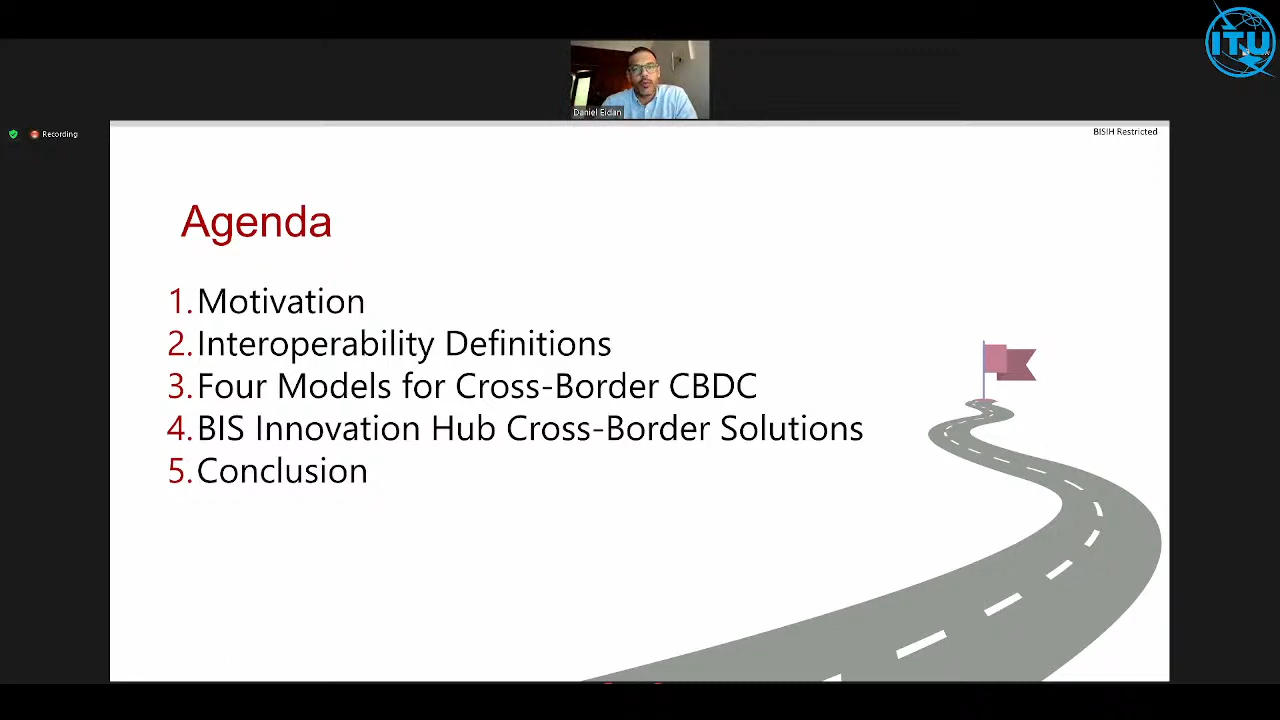 ITU
Daniel Eidan
Recording
BISIH Restricted
Agenda
1. Motivation
2. Interoperability Definitions
3. Four Models for Cross-Border CBDC
4. BIS Innovation Hub Cross-Border Solutions
5. Conclusion